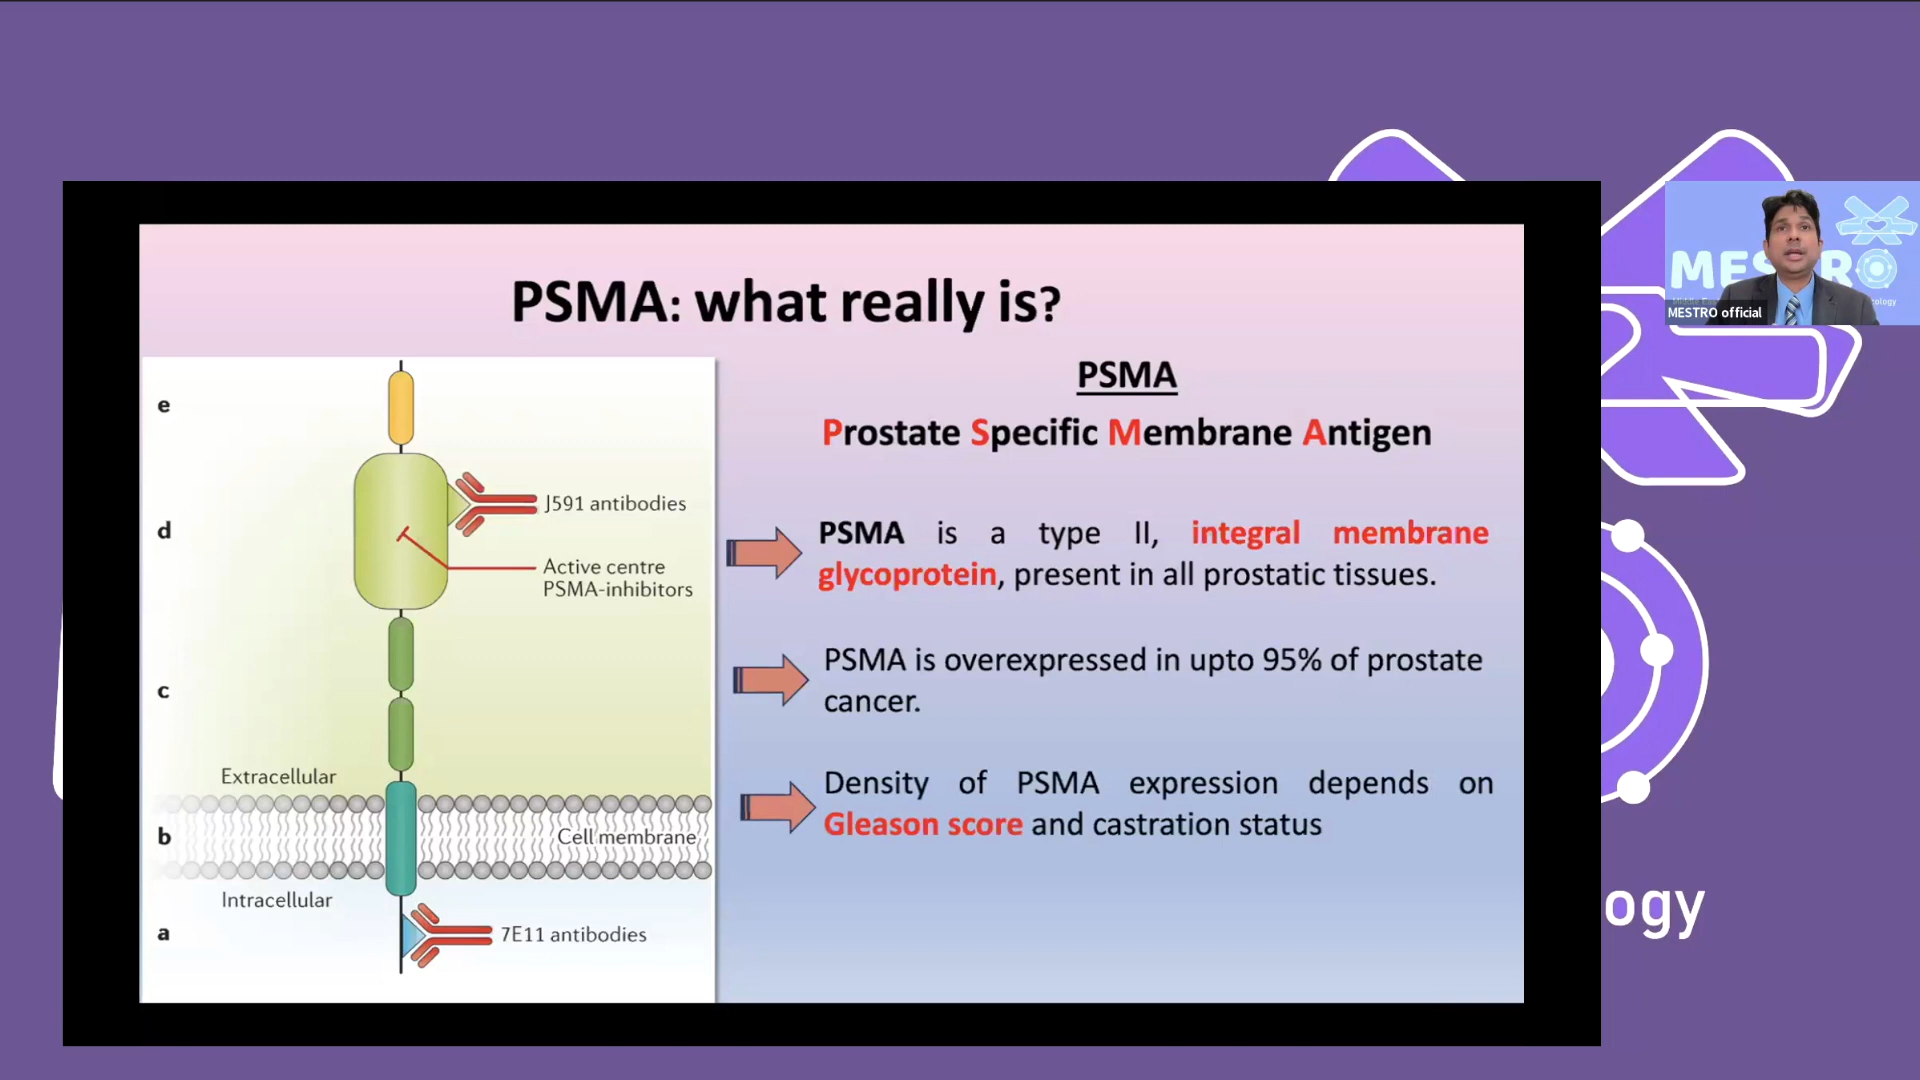 PSMA: what really is?
e
d
c
b
a
J591 antibodies
Active centre
PSMA-inhibitors
Extracellular
Cell membrane
Intracellular
7E11 antibodies
PSMA
Prostate Specific Membrane Antigen
PSMA is a type II, integral membrane
glycoprotein, present in all prostatic tissues.
PSMA is overexpressed in upto 95% of prostate
cancer.
Density of PSMA expression depends on
Gleason score and castration status
MESTRO official
ogy